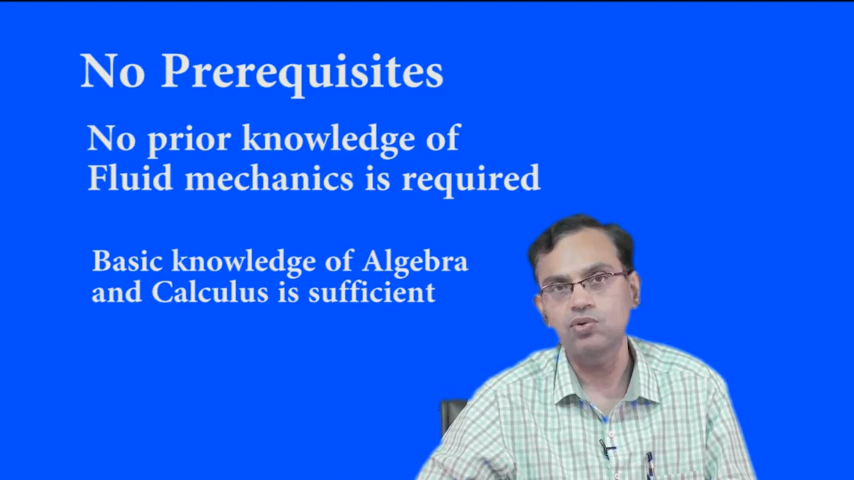 No Prerequisites
No prior knowledge of
Fluid mechanics is required
Basic knowledge of Algebra
and Calculus is sufficient